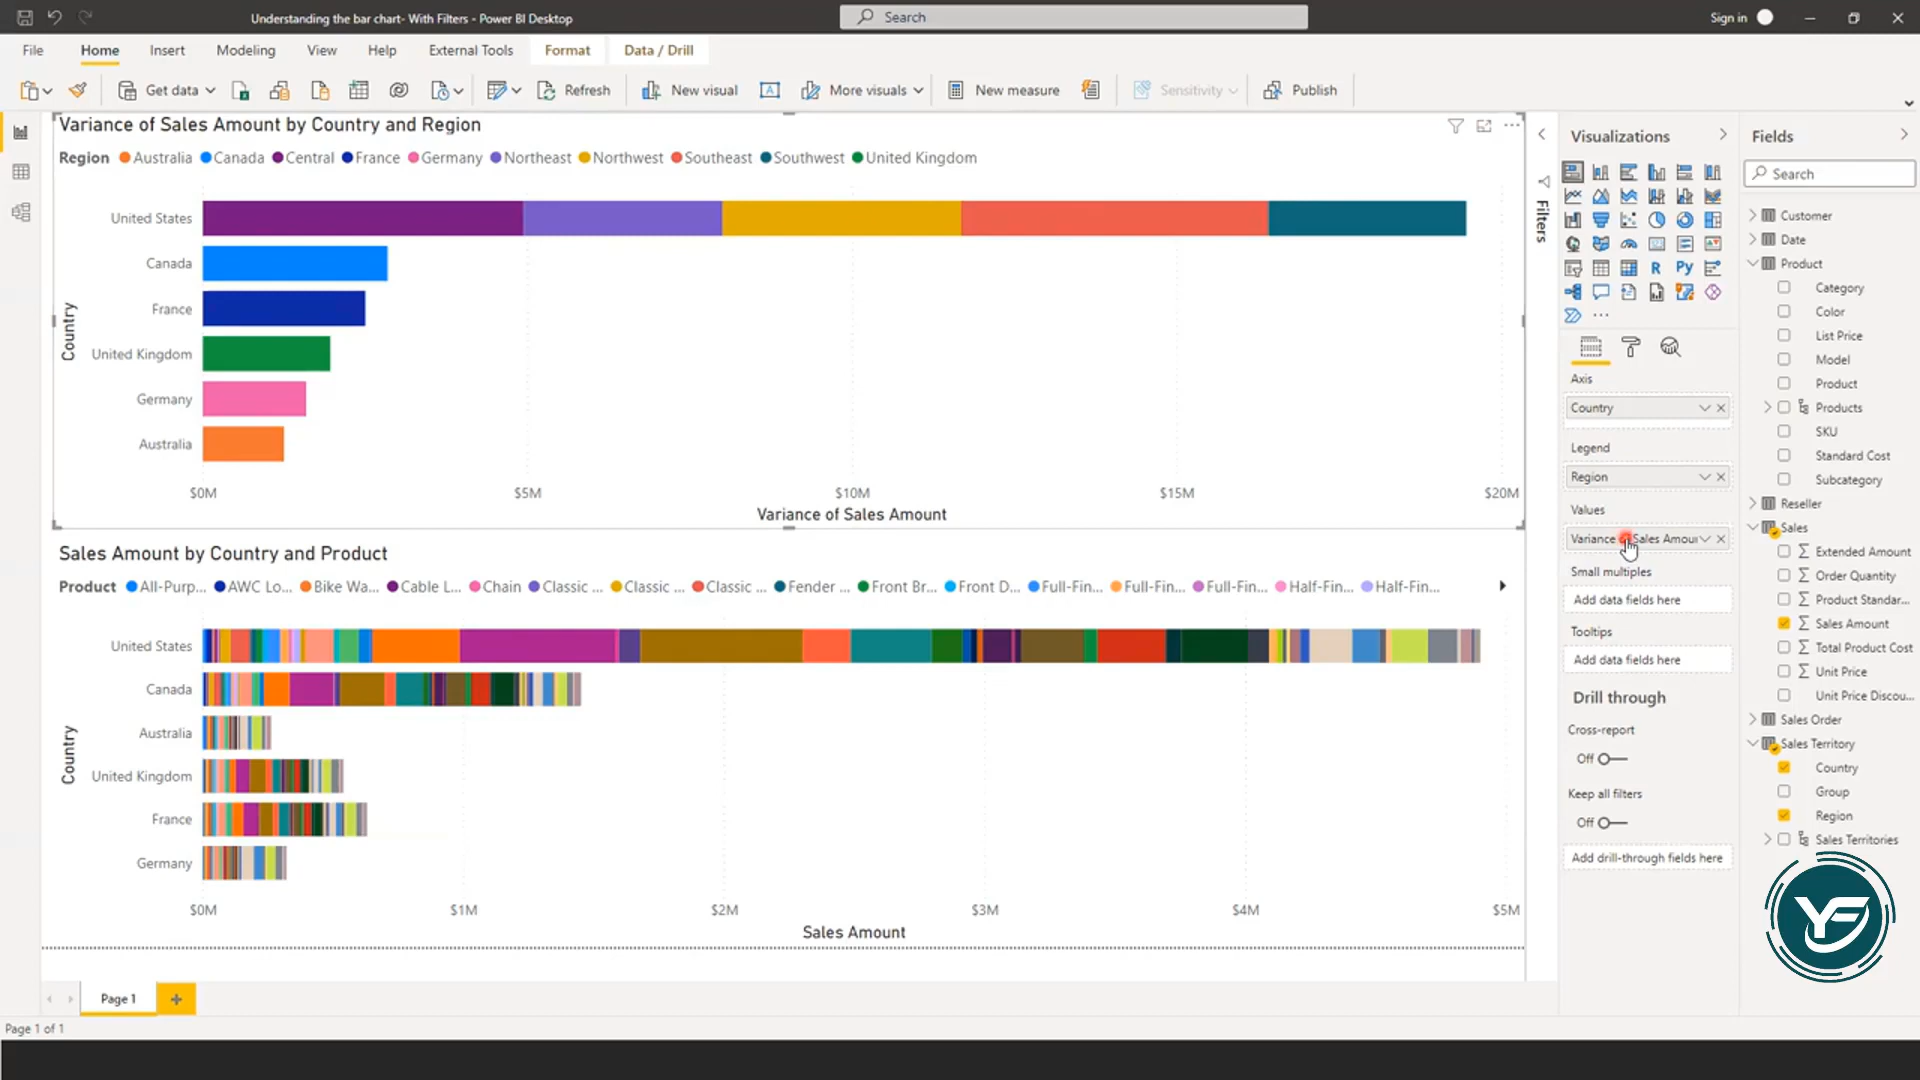 Understanding the bar chart- With Filters - Power BI Desktop
Search
Sign in
File Home Insert Modeling View Help External Tools Format Data / Drill
Get data Refresh New visual More visuals New measure Sensitivity Publish
Variance of Sales Amount by Country and Region
Region Australia Canada Central France Germany Northeast Northwest Southeast Southwest United Kingdom
Country
United States
Canada
France
United Kingdom
Germany
Australia
$0M $5M $10M $15M $20M
Variance of Sales Amount
Sales Amount by Country and Product
Product All-Purp... AWC Lo... Bike Wa... Cable L... Chain Classic ... Classic ... Classic ... Fender ... Front Br... Front D... Full-Fin... Full-Fin... Full-Fin... Half-Fin... Half-Fin...
Country
United States
Canada
Australia
United Kingdom
France
Germany
$0M $1M $2M $3M $4M $5M
Sales Amount
Page 1
Page 1 of 1
Filters
Visualizations
R Py
Axis
Country
Legend
Region
Values
Variance of Sales Amour
Small multiples
Add data fields here
Tooltips
Add data fields here
Drill through
Cross-report
Off
Keep all filters
Off
Add drill-through fields here
Fields
Search
Customer
Date
Product
Category
Color
List Price
Model
Product
Products
SKU
Standard Cost
Subcategory
Reseller
Sales
Σ Extended Amount
Σ Order Quantity
Σ Product Standar...
Σ Sales Amount
Σ Total Product Cost
Σ Unit Price
Unit Price Discou...
Sales Order
Sales Territory
Country
Group
Region
Sales Territories
YF